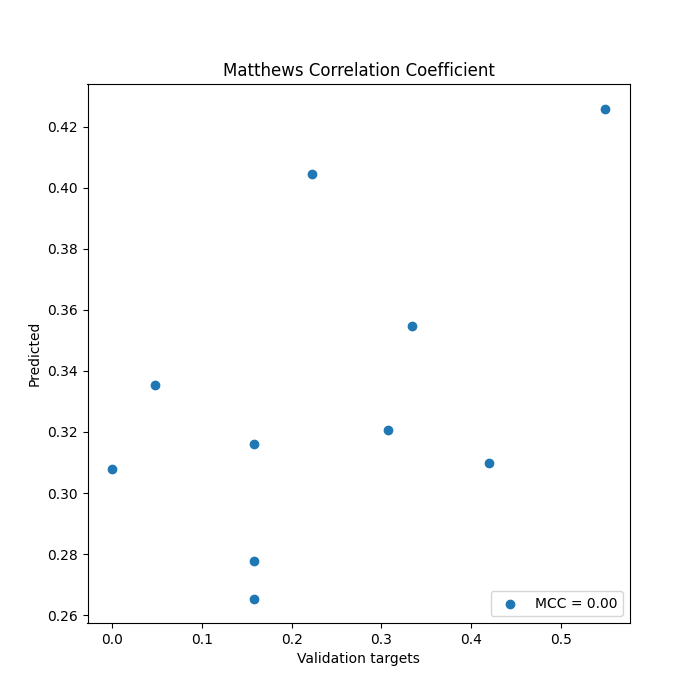 Matthews Correlation Coefficient
0.42
0.40
0.38
0.36
0.34
0.32
0.30
0.28
0.26
Predicted
MCC = 0.00
0.0 0.1 0.2 0.3 0.4 0.5
Validation targets